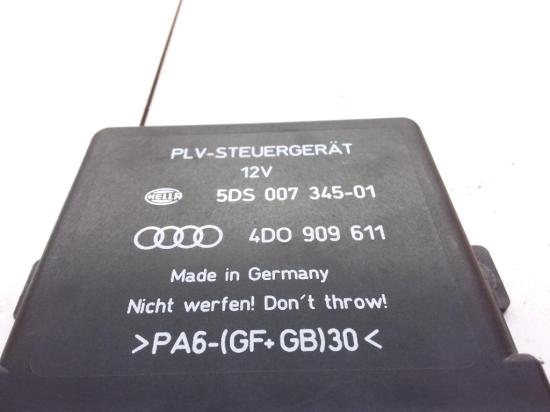 PLV-STEUERGERÄT
12V
HELLA 5DS 007 345-01
4D0 909 611
Made in Germany
Nicht werfen! Don't throw!
>PA6-(GF+GB)30<